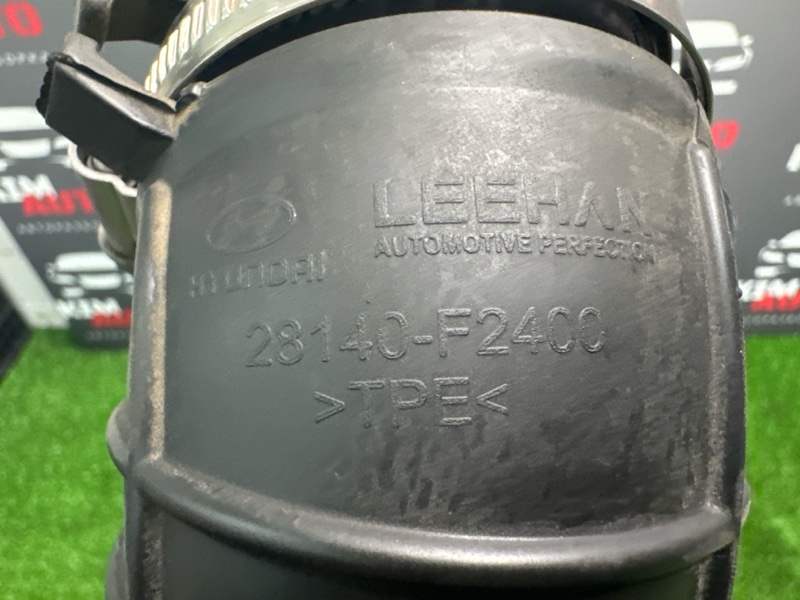 LEEHAN
AUTOMOTIVE PERFECTION
HYUNDAI
28140-F2400
>TPE<